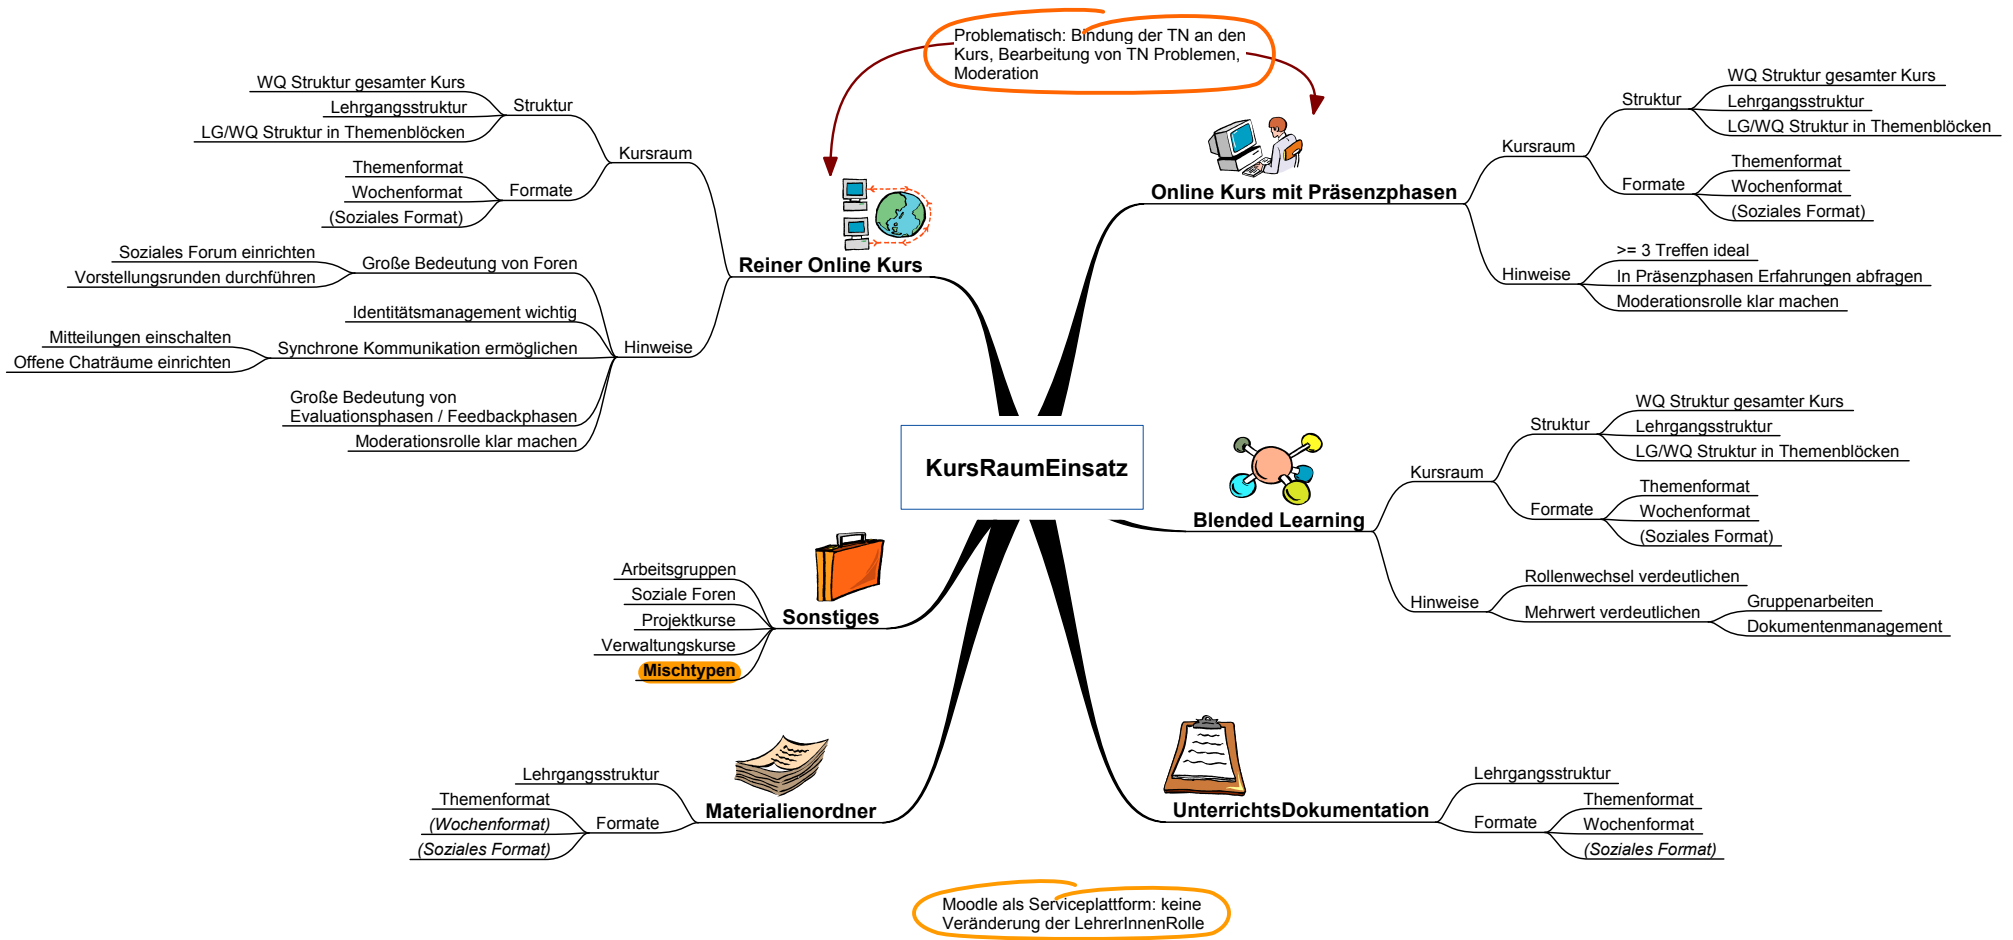 Problematisch: Bindung der TN an den
Kurs, Bearbeitung von TN Problemen,
Moderation
WQ Struktur gesamter Kurs
Lehrgangsstruktur
LG/WQ Struktur in Themenblöcken
Struktur
Themenformat
Wochenformat
(Soziales Format)
Formate
Kursraum
Soziales Forum einrichten
Vorstellungsrunden durchführen
Große Bedeutung von Foren
Identitätsmanagement wichtig
Mitteilungen einschalten
Offene Chaträume einrichten
Synchrone Kommunikation ermöglichen
Große Bedeutung von
Evaluationsphasen / Feedbackphasen
Moderationsrolle klar machen
Hinweise
Reiner Online Kurs
Online Kurs mit Präsenzphasen
Kursraum
Struktur
WQ Struktur gesamter Kurs
Lehrgangsstruktur
LG/WQ Struktur in Themenblöcken
Formate
Themenformat
Wochenformat
(Soziales Format)
Hinweise
>= 3 Treffen ideal
In Präsenzphasen Erfahrungen abfragen
Moderationsrolle klar machen
KursRaumEinsatz
Blended Learning
Kursraum
Struktur
WQ Struktur gesamter Kurs
Lehrgangsstruktur
LG/WQ Struktur in Themenblöcken
Formate
Themenformat
Wochenformat
(Soziales Format)
Hinweise
Rollenwechsel verdeutlichen
Mehrwert verdeutlichen
Gruppenarbeiten
Dokumentenmanagement
Arbeitsgruppen
Soziale Foren
Projektkurse
Verwaltungskurse
Mischtypen
Sonstiges
Lehrgangsstruktur
Themenformat
(Wochenformat)
(Soziales Format)
Formate
Materialienordner
UnterrichtsDokumentation
Lehrgangsstruktur
Formate
Themenformat
Wochenformat
(Soziales Format)
Moodle als Serviceplattform: keine
Veränderung der LehrerInnenRolle